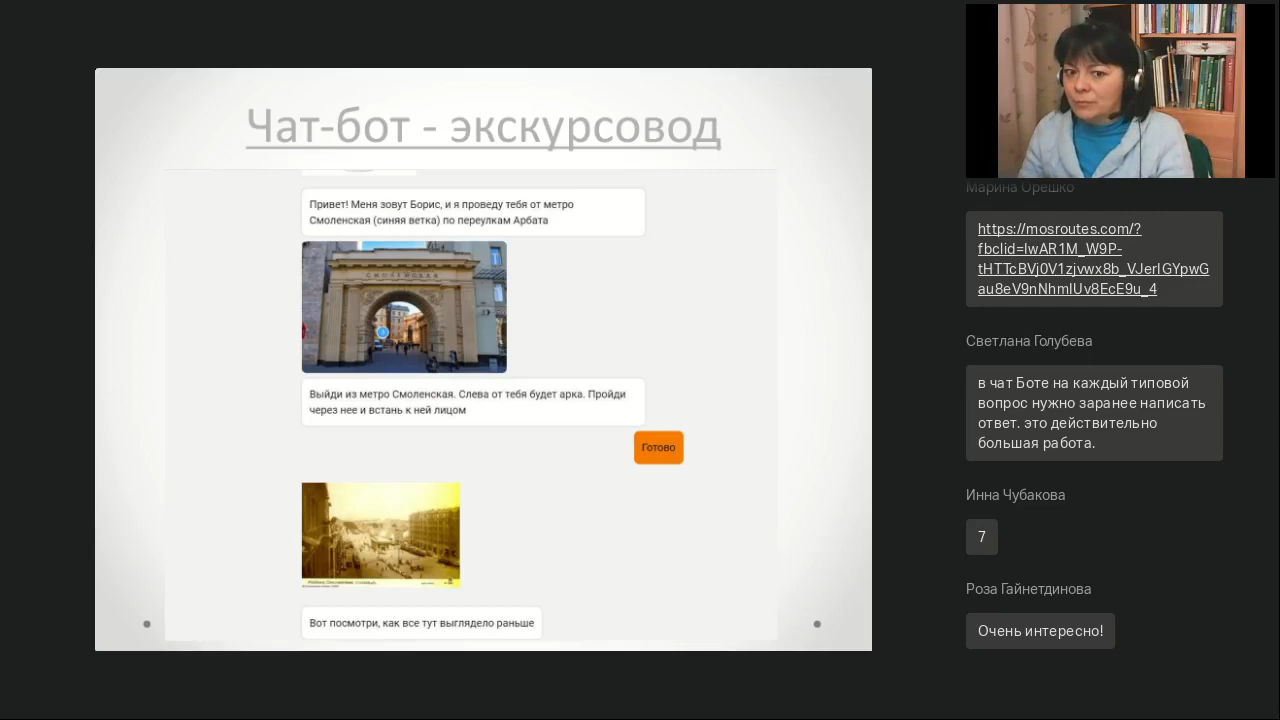 Чат-бот - экскурсовод
Привет! Меня зовут Борис, и я проведу тебя от метро
Смоленская (синяя ветка) по переулкам Арбата
СМОЛЕНСКАЯ
Выйди из метро Смоленская. Слева от тебя будет арка. Пройди
через нее и встань к ней лицом
Готово
Вот посмотри, как все тут выглядело раньше
Марина Орешко
https://mosroutes.com/?
fbclid=IwAR1M_W9P-
tHTTcBVj0V1zjvwx8b_VJerIGYpwG
au8eV9nNhmIUv8EcE9u_4
Светлана Голубева
в чат Боте на каждый типовой
вопрос нужно заранее написать
ответ. это действительно
большая работа.
Инна Чубакова
7
Роза Гайнетдинова
Очень интересно!